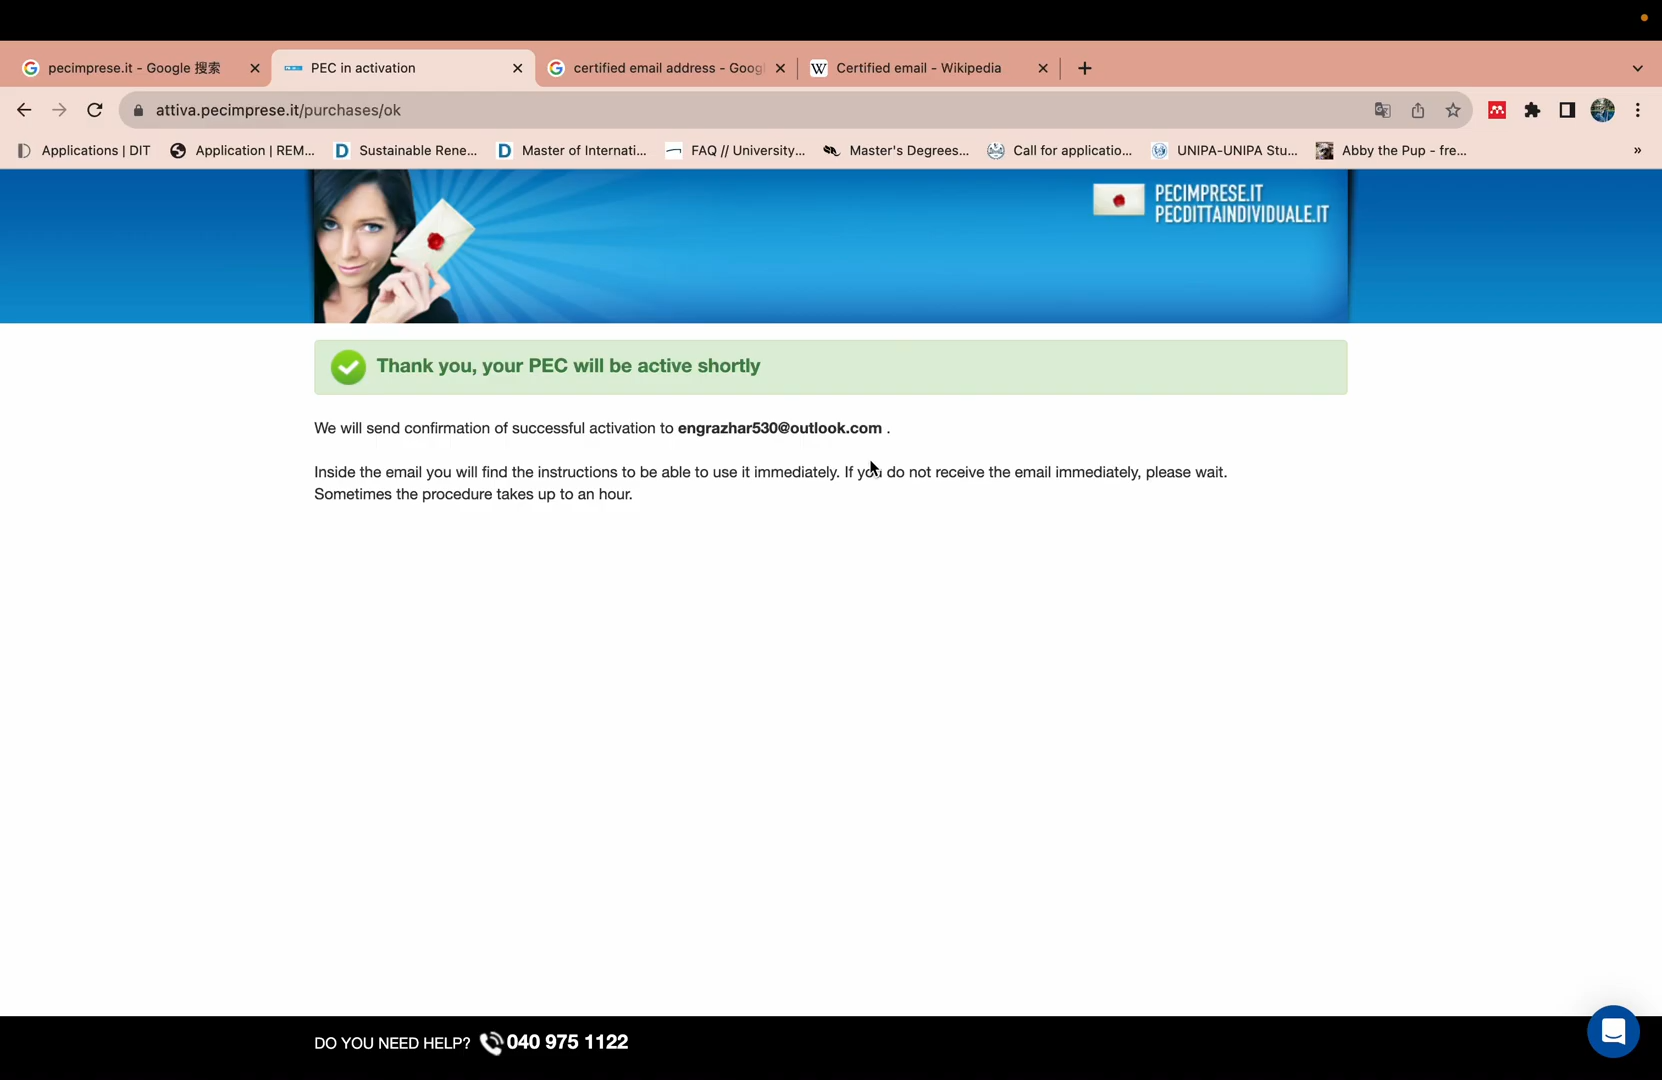 pecimprese.it - Google 搜索
PEC in activation
certified email address - Goog
Certified email - Wikipedia
attiva.pecimprese.it/purchases/ok
Applications | DIT
Application | REM...
Sustainable Rene...
Master of Internati...
FAQ // University...
Master's Degrees...
Call for applicatio...
UNIPA-UNIPA Stu...
Abby the Pup - fre...
»
PECIMPRESE.IT
PECDITTAINDIVIDUALE.IT
Thank you, your PEC will be active shortly
We will send confirmation of successful activation to engrazhar530@outlook.com .
Inside the email you will find the instructions to be able to use it immediately. If you do not receive the email immediately, please wait.
Sometimes the procedure takes up to an hour.
DO YOU NEED HELP? 040 975 1122